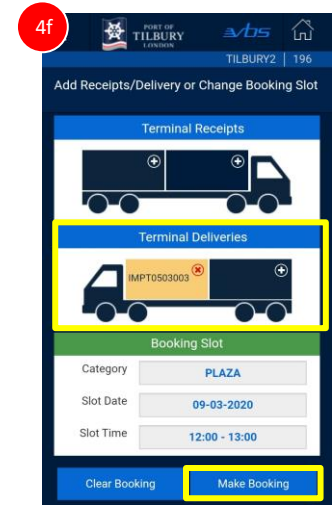 4f
PORT OF
TILBURY
LONDON
vbs
TILBURY2 | 196
Add Receipts/Delivery or Change Booking Slot
Terminal Receipts
Terminal Deliveries
IMPT0503003
Booking Slot
Category PLAZA
Slot Date 09-03-2020
Slot Time 12:00 - 13:00
Clear Booking Make Booking